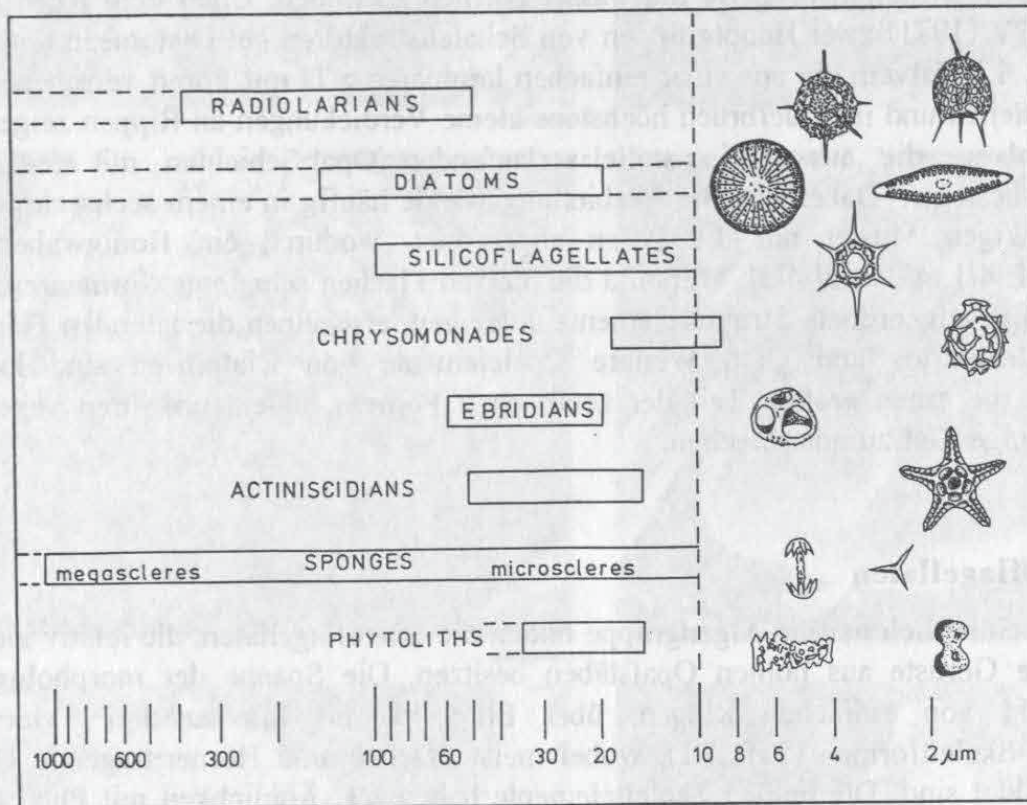 RADIOLARIANS
DIATOMS
SILICOFLAGELLATES
CHRYSOMONADES
EBRIDIANS
ACTINISCIDIANS
SPONGES
megascleres microscleres
PHYTOLITHS
1000 600 300 100 60 30 20 10 8 6 4 2 µm